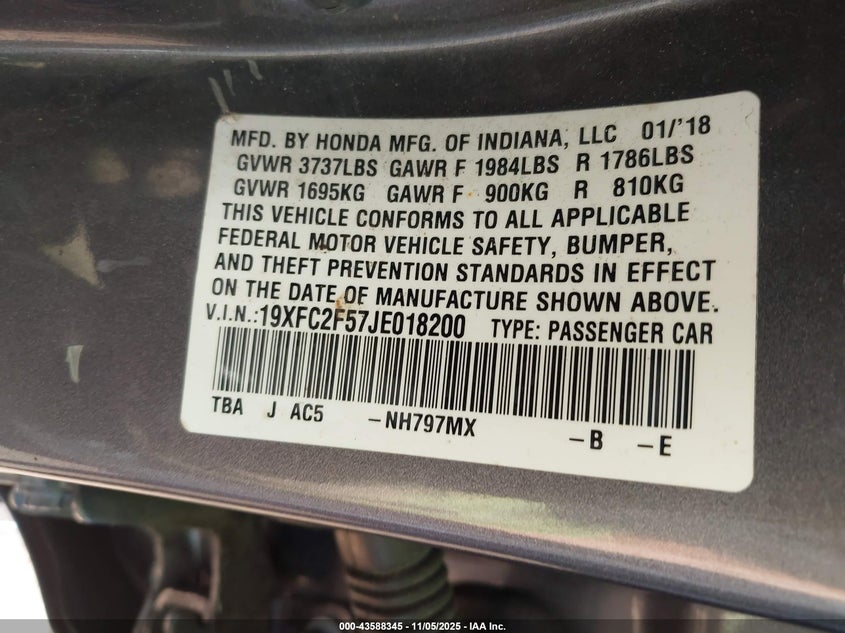 MFD. BY HONDA MFG. OF INDIANA, LLC 01/'18
GVWR 3737LBS GAWR F 1984LBS R 1786LBS
GVWR 1695KG GAWR F 900KG R 810KG
THIS VEHICLE CONFORMS TO ALL APPLICABLE
FEDERAL MOTOR VEHICLE SAFETY, BUMPER,
AND THEFT PREVENTION STANDARDS IN EFFECT
ON THE DATE OF MANUFACTURE SHOWN ABOVE.
V.I.N.:19XFC2F57JE018200 TYPE: PASSENGER CAR
TBA J AC5 -NH797MX -B -E
000-43588345 - 11/05/2025 - IAA Inc.